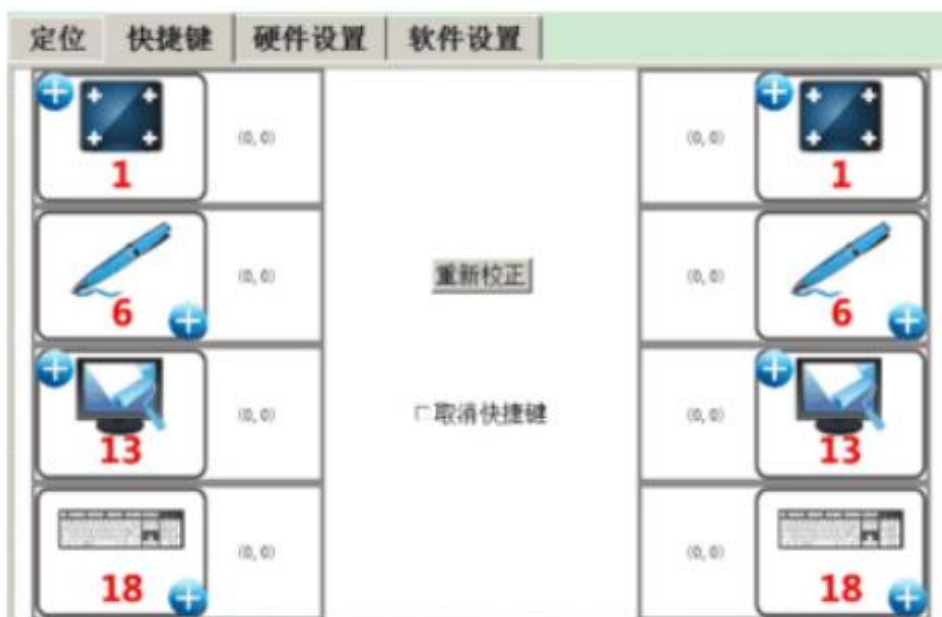 定位 快捷键 硬件设置 软件设置
(0, 0) (0, 0)
1 1
(0, 0) 重新校正 (0, 0)
6 6
(0, 0) 取消快捷键 (0, 0)
13 13
(0, 0) (0, 0)
18 18